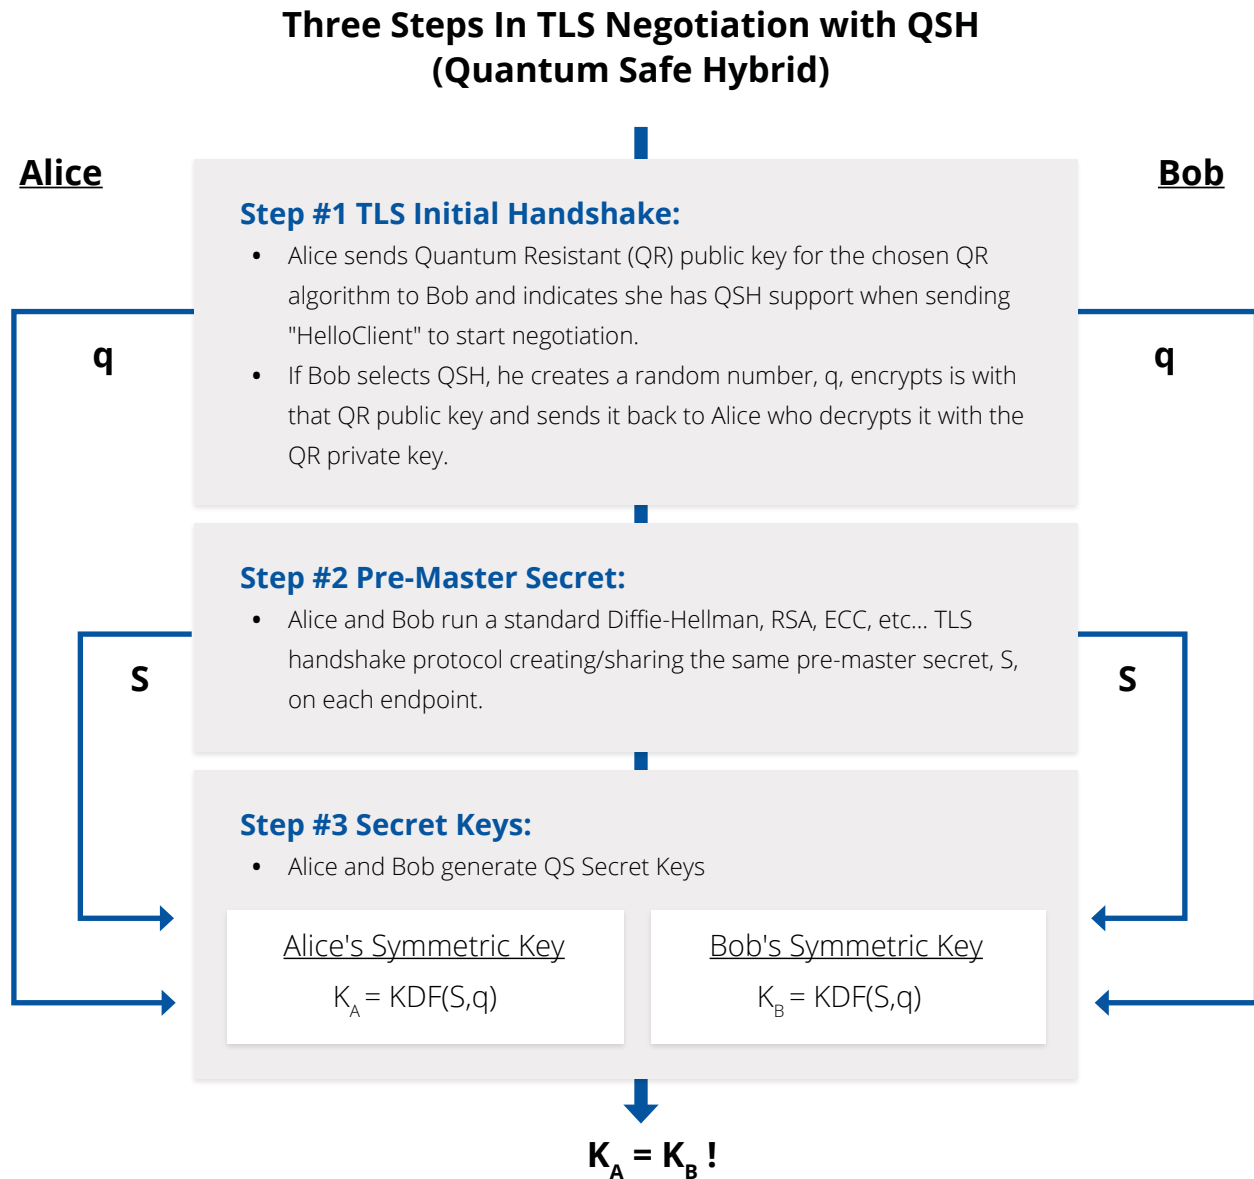 Three Steps In TLS Negotiation with QSH
(Quantum Safe Hybrid)
Alice
Bob
Step #1 TLS Initial Handshake:
• Alice sends Quantum Resistant (QR) public key for the chosen QR
algorithm to Bob and indicates she has QSH support when sending
"HelloClient" to start negotiation.
• If Bob selects QSH, he creates a random number, q, encrypts is with
that QR public key and sends it back to Alice who decrypts it with the
QR private key.
q
q
Step #2 Pre-Master Secret:
• Alice and Bob run a standard Diffie-Hellman, RSA, ECC, etc... TLS
handshake protocol creating/sharing the same pre-master secret, S,
on each endpoint.
S
S
Step #3 Secret Keys:
• Alice and Bob generate QS Secret Keys
Alice's Symmetric Key
K_A = KDF(S,q)
Bob's Symmetric Key
K_B = KDF(S,q)
K_A = K_B !